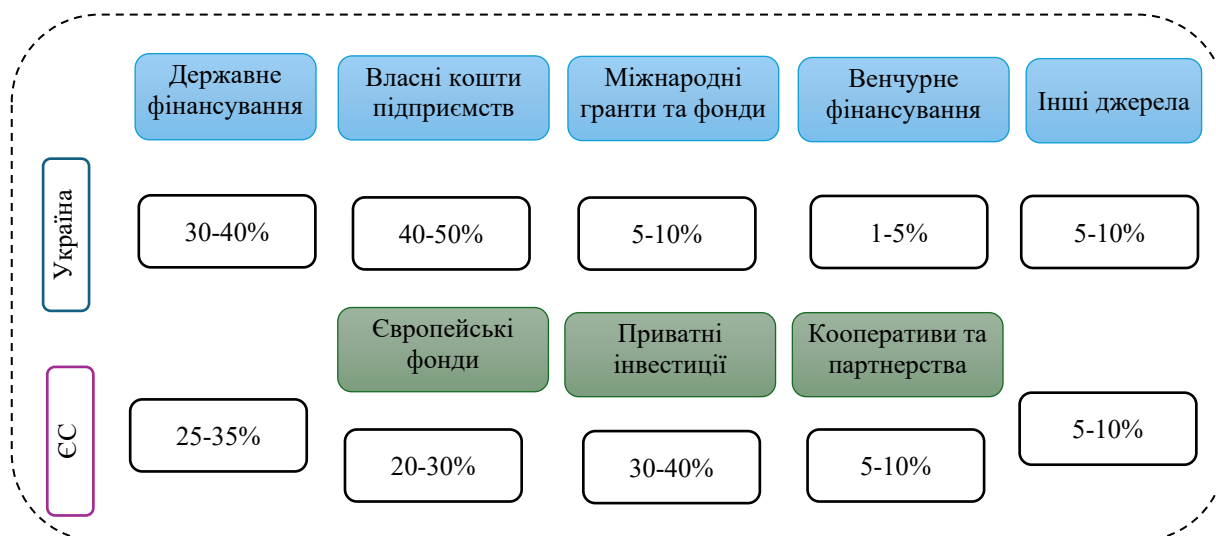 Державне
фінансування
Власні кошти
підприємств
Міжнародні
гранти та фонди
Венчурне
фінансування
Інші джерела
Україна
30-40%
40-50%
5-10%
1-5%
5-10%
Європейські
фонди
Приватні
інвестиції
Кооперативи та
партнерства
ЄС
25-35%
20-30%
30-40%
5-10%
5-10%